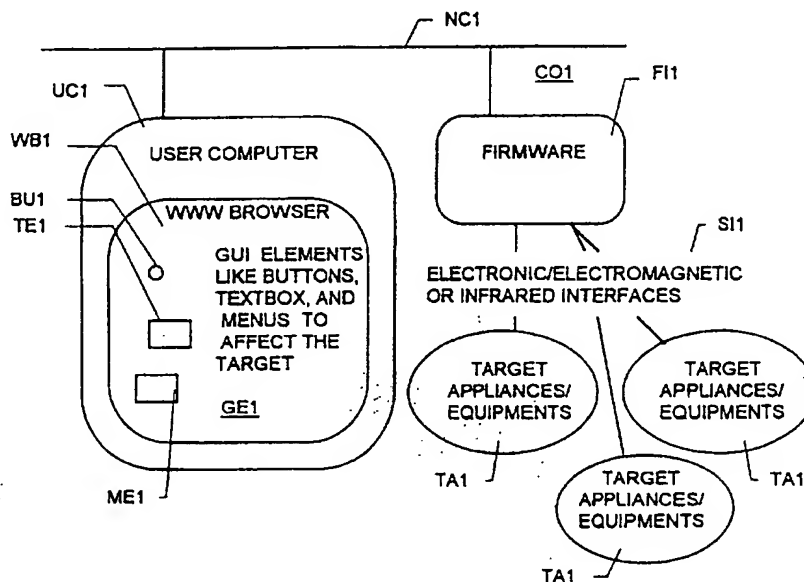 NC1
CO1
UC1
FI1
WB1
USER COMPUTER
FIRMWARE
BU1
WWW BROWSER
TE1
SI1
GUI ELEMENTS
LIKE BUTTONS,
TEXTBOX, AND
MENUS TO
AFFECT THE
TARGET
ELECTRONIC/ELECTROMAGNETIC
OR INFRARED INTERFACES
TARGET
APPLIANCES/
EQUIPMENTS
TARGET
APPLIANCES/
EQUIPMENTS
GE1
TA1
TA1
ME1
TARGET
APPLIANCES/
EQUIPMENTS
TA1